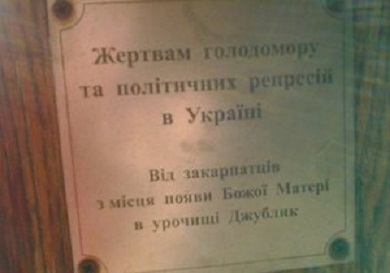 Жертвам голодомору
та політичних репресій
в Україні
Від закарпатців
з місця появи Божої Матері
в урочищі Джублик